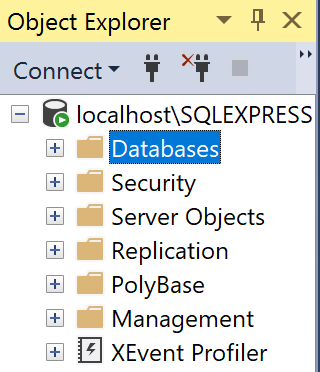 Object Explorer
Connect
localhost\SQLEXPRESS
Databases
Security
Server Objects
Replication
PolyBase
Management
XEvent Profiler